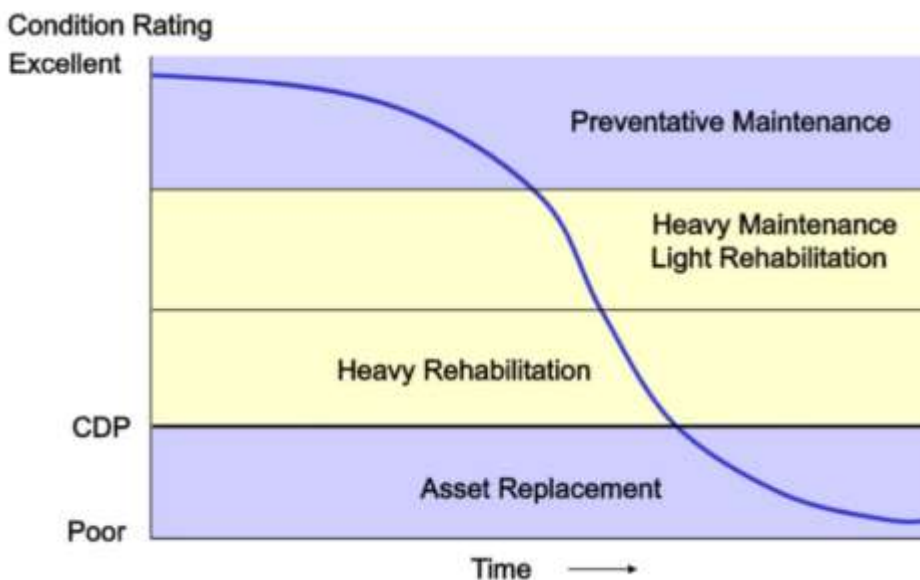 Condition Rating
Excellent
Preventative Maintenance
Heavy Maintenance
Light Rehabilitation
Heavy Rehabilitation
CDP
Asset Replacement
Poor
Time